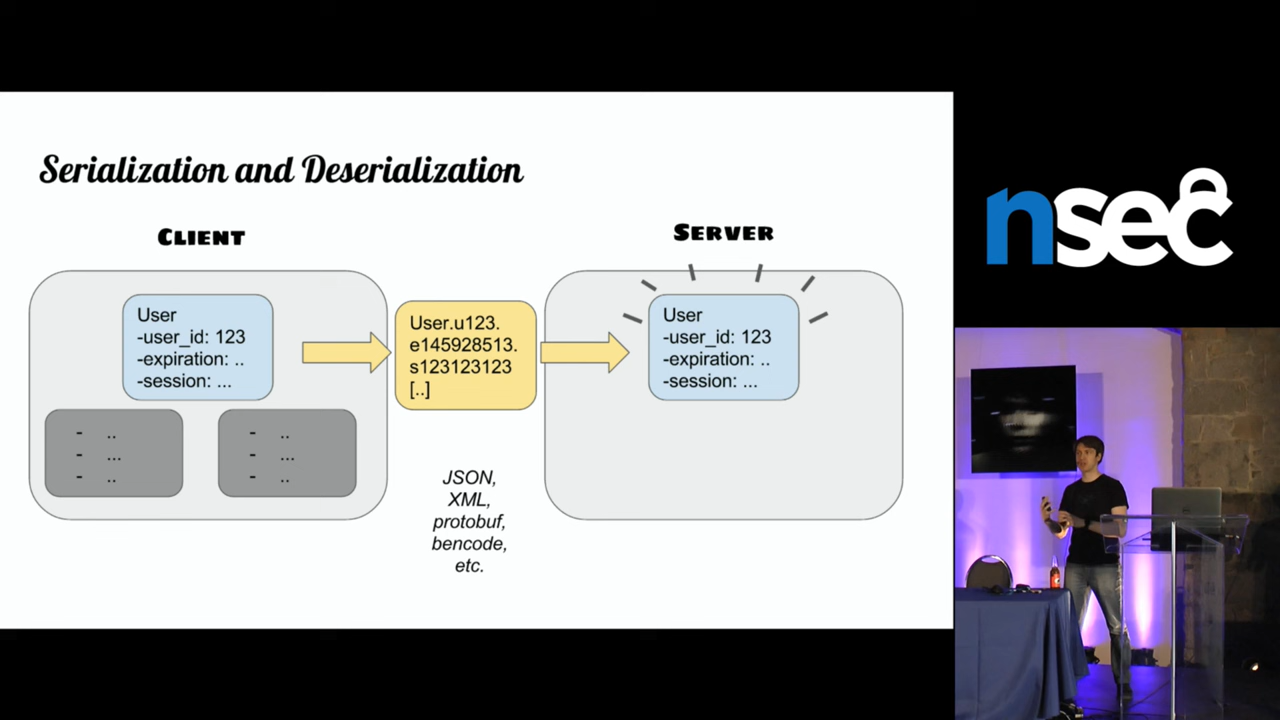 Serialization and Deserialization
CLIENT
SERVER
User
-user_id: 123
-expiration: ..
-session: ...
- ..
- ...
- ..
- ..
- ...
- ..
User.u123.
e145928513.
s123123123
[..]
JSON,
XML,
protobuf,
bencode,
etc.
User
-user_id: 123
-expiration: ..
-session: ...
nsec